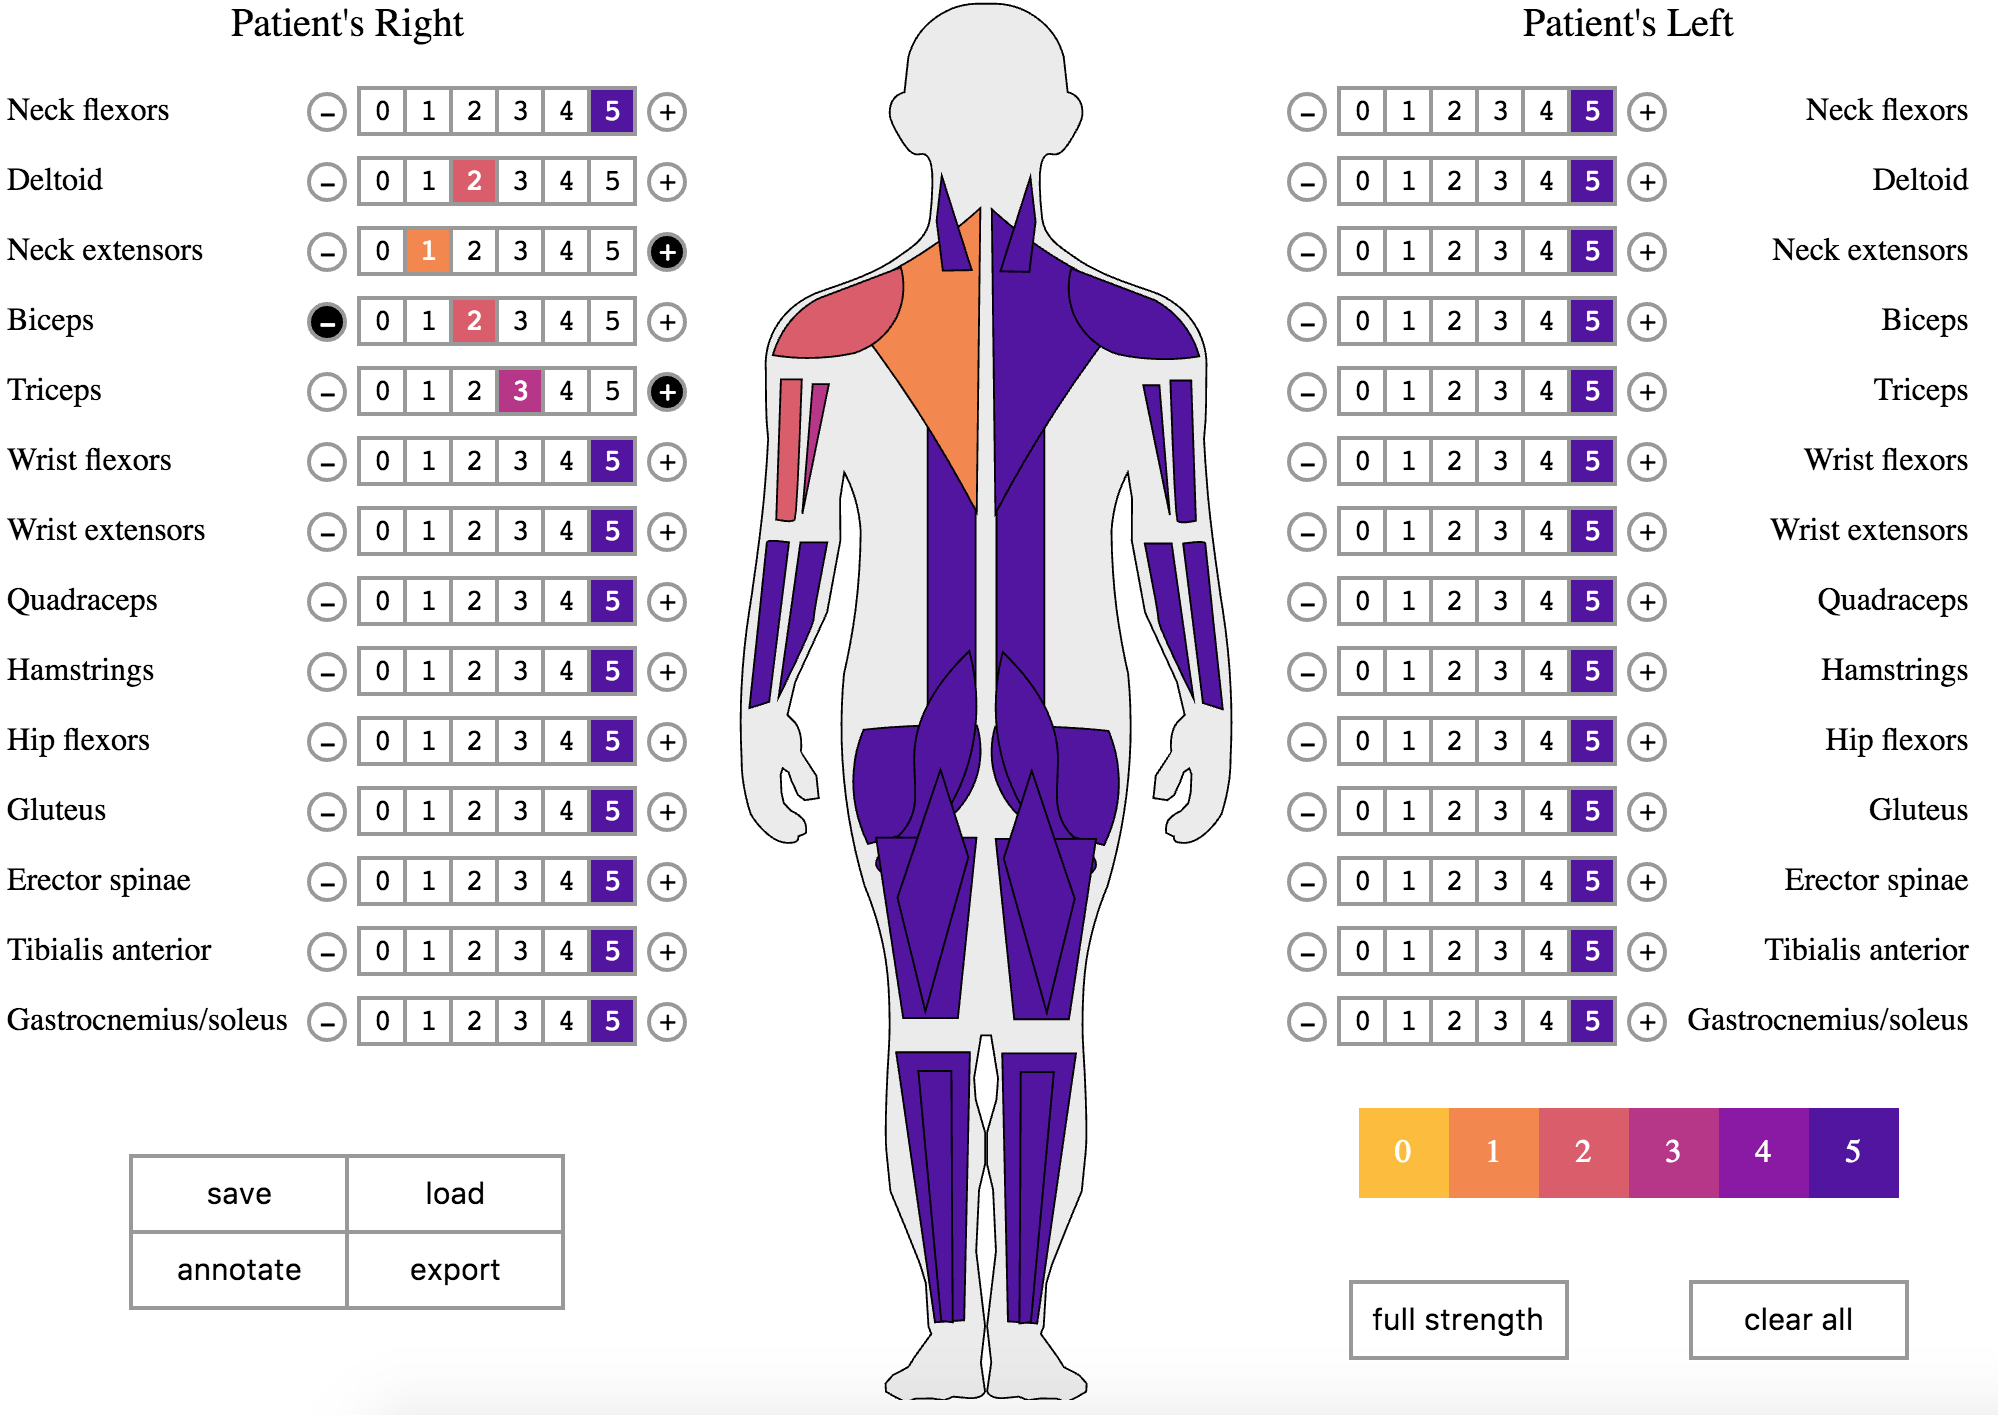 Patient's Right
Patient's Left
Neck flexors − 0 1 2 3 4 5 + − 0 1 2 3 4 5 + Neck flexors
Deltoid − 0 1 2 3 4 5 + − 0 1 2 3 4 5 + Deltoid
Neck extensors − 0 1 2 3 4 5 + − 0 1 2 3 4 5 + Neck extensors
Biceps − 0 1 2 3 4 5 + − 0 1 2 3 4 5 + Biceps
Triceps − 0 1 2 3 4 5 + − 0 1 2 3 4 5 + Triceps
Wrist flexors − 0 1 2 3 4 5 + − 0 1 2 3 4 5 + Wrist flexors
Wrist extensors − 0 1 2 3 4 5 + − 0 1 2 3 4 5 + Wrist extensors
Quadraceps − 0 1 2 3 4 5 + − 0 1 2 3 4 5 + Quadraceps
Hamstrings − 0 1 2 3 4 5 + − 0 1 2 3 4 5 + Hamstrings
Hip flexors − 0 1 2 3 4 5 + − 0 1 2 3 4 5 + Hip flexors
Gluteus − 0 1 2 3 4 5 + − 0 1 2 3 4 5 + Gluteus
Erector spinae − 0 1 2 3 4 5 + − 0 1 2 3 4 5 + Erector spinae
Tibialis anterior − 0 1 2 3 4 5 + − 0 1 2 3 4 5 + Tibialis anterior
Gastrocnemius/soleus − 0 1 2 3 4 5 + − 0 1 2 3 4 5 + Gastrocnemius/soleus
0 1 2 3 4 5
save load
annotate export
full strength clear all